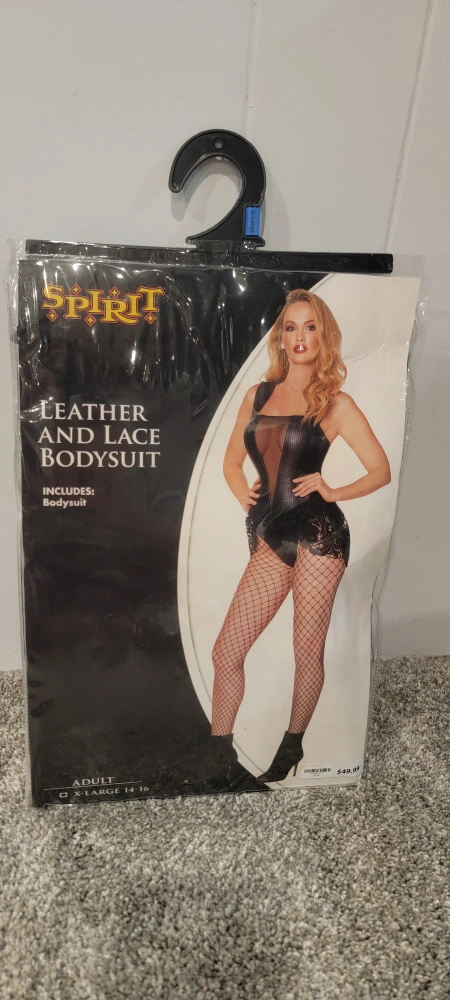 SPIRIT
LEATHER
AND LACE
BODYSUIT
INCLUDES:
Bodysuit
ADULT
X-LARGE 14-16
$49.99